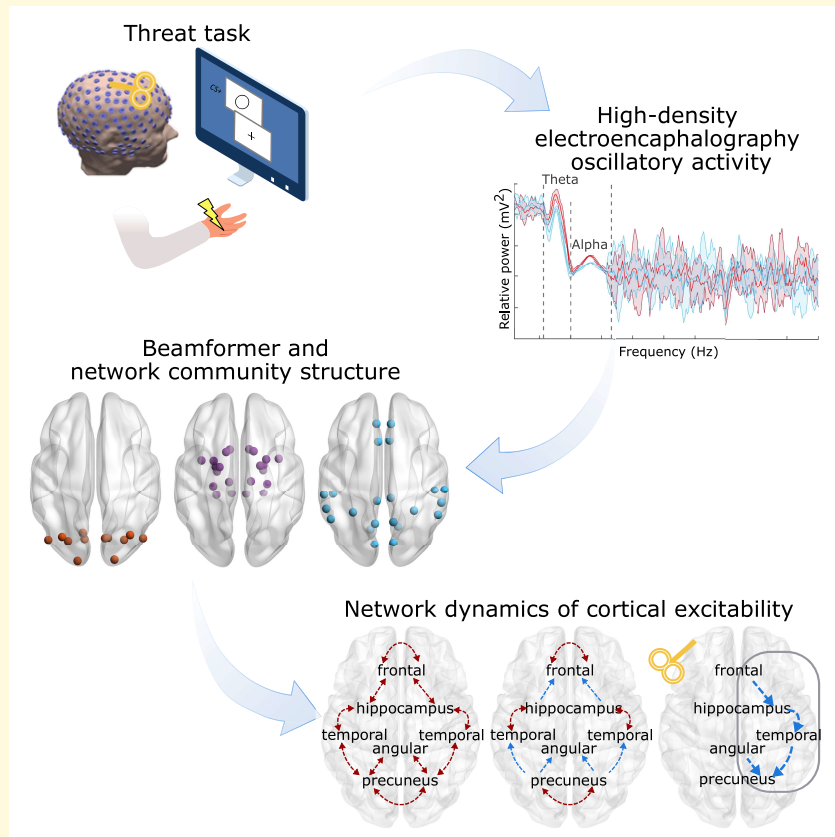 Threat task
CS+
+
High-density
electroencephalography
oscillatory activity
Theta
Alpha
Relative power (mV²)
Frequency (Hz)
Beamformer and
network community structure
Network dynamics of cortical excitability
frontal
hippocampus
temporal
temporal
angular
precuneus
frontal
hippocampus
temporal
temporal
angular
precuneus
frontal
hippocampus
temporal
angular
precuneus